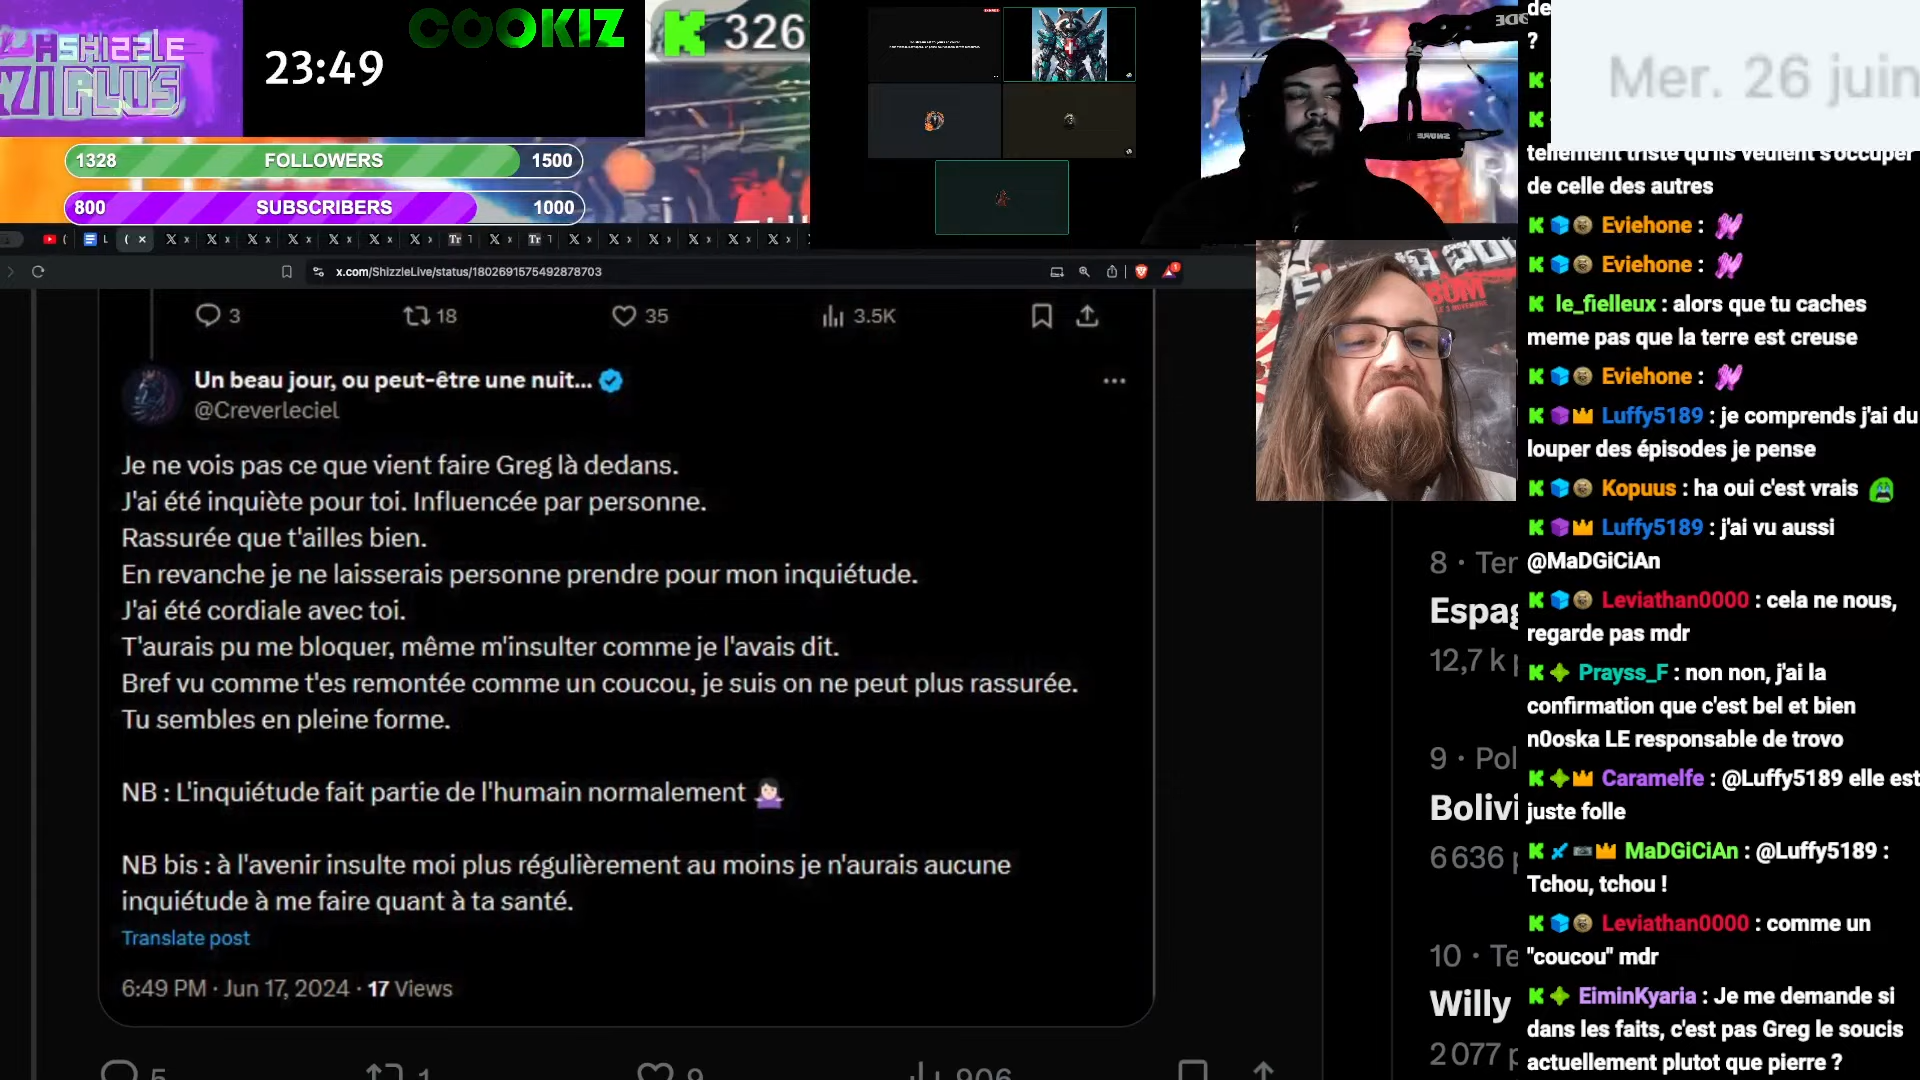 ASHIZZLE
PLUS
23:49
COOKIZ
326
1328 FOLLOWERS 1500
800 SUBSCRIBERS 1000
x.com/ShizzleLive/status/1802691575492878703
3 18 35 3.5K
Un beau jour, ou peut-être une nuit...
@Creverleciel
Je ne vois pas ce que vient faire Greg là dedans.
J'ai été inquiète pour toi. Influencée par personne.
Rassurée que t'ailles bien.
En revanche je ne laisserais personne prendre pour mon inquiétude.
J'ai été cordiale avec toi.
T'aurais pu me bloquer, même m'insulter comme je l'avais dit.
Bref vu comme t'es remontée comme un coucou, je suis on ne peut plus rassurée.
Tu sembles en pleine forme.
NB : L'inquiétude fait partie de l'humain normalement
NB bis : à l'avenir insulte moi plus régulièrement au moins je n'aurais aucune
inquiétude à me faire quant à ta santé.
Translate post
6:49 PM · Jun 17, 2024 · 17 Views
5 1 9 906
8 · Ter
Espag
12,7 k p
9 · Pol
Bolivi
6 636 p
10 · Te
Willy
2 077 p
Mer. 26 juin
de
?
tellement triste qu'ils veulent s'occuper
de celle des autres
Eviehone :
Eviehone :
le_fielleux : alors que tu caches
meme pas que la terre est creuse
Eviehone :
Luffy5189 : je comprends j'ai du
louper des épisodes je pense
Kopuus : ha oui c'est vrais
Luffy5189 : j'ai vu aussi
@MaDGiCiAn
Leviathan0000 : cela ne nous,
regarde pas mdr
Prayss_F : non non, j'ai la
confirmation que c'est bel et bien
n0oska LE responsable de trovo
Caramelfe : @Luffy5189 elle est
juste folle
MaDGiCiAn : @Luffy5189 :
Tchou, tchou !
Leviathan0000 : comme un
"coucou" mdr
EiminKyaria : Je me demande si
dans les faits, c'est pas Greg le soucis
actuellement plutot que pierre ?